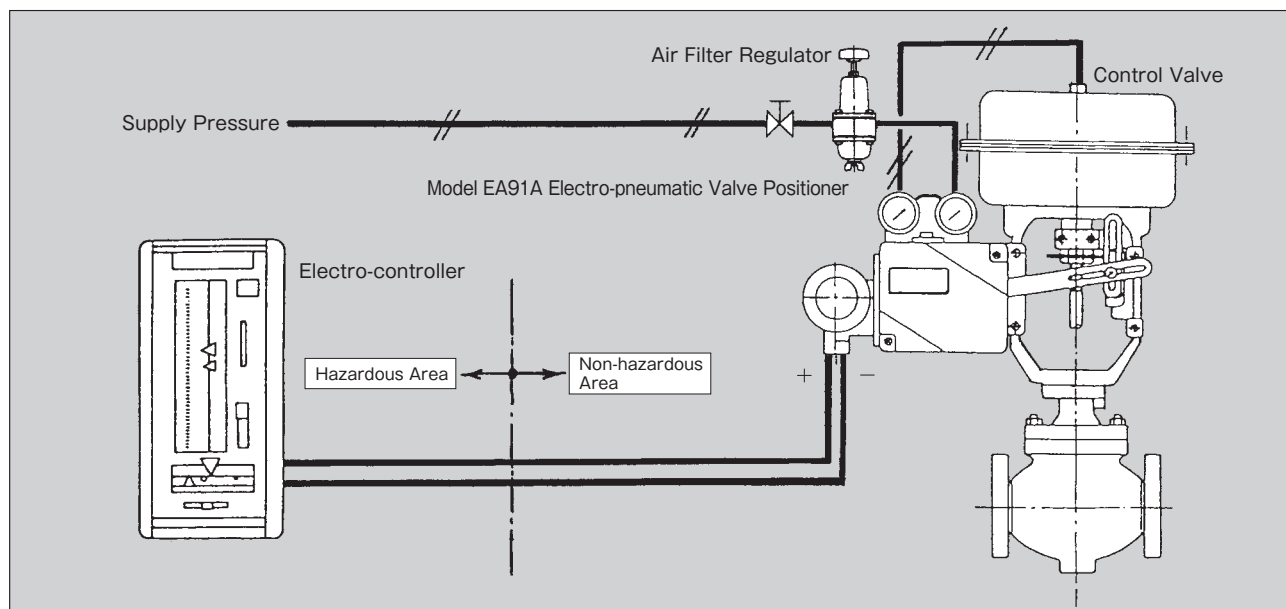 Air Filter Regulator
Control Valve
Supply Pressure
Model EA91A Electro-pneumatic Valve Positioner
Electro-controller
Hazardous Area
Non-hazardous
Area
+ −